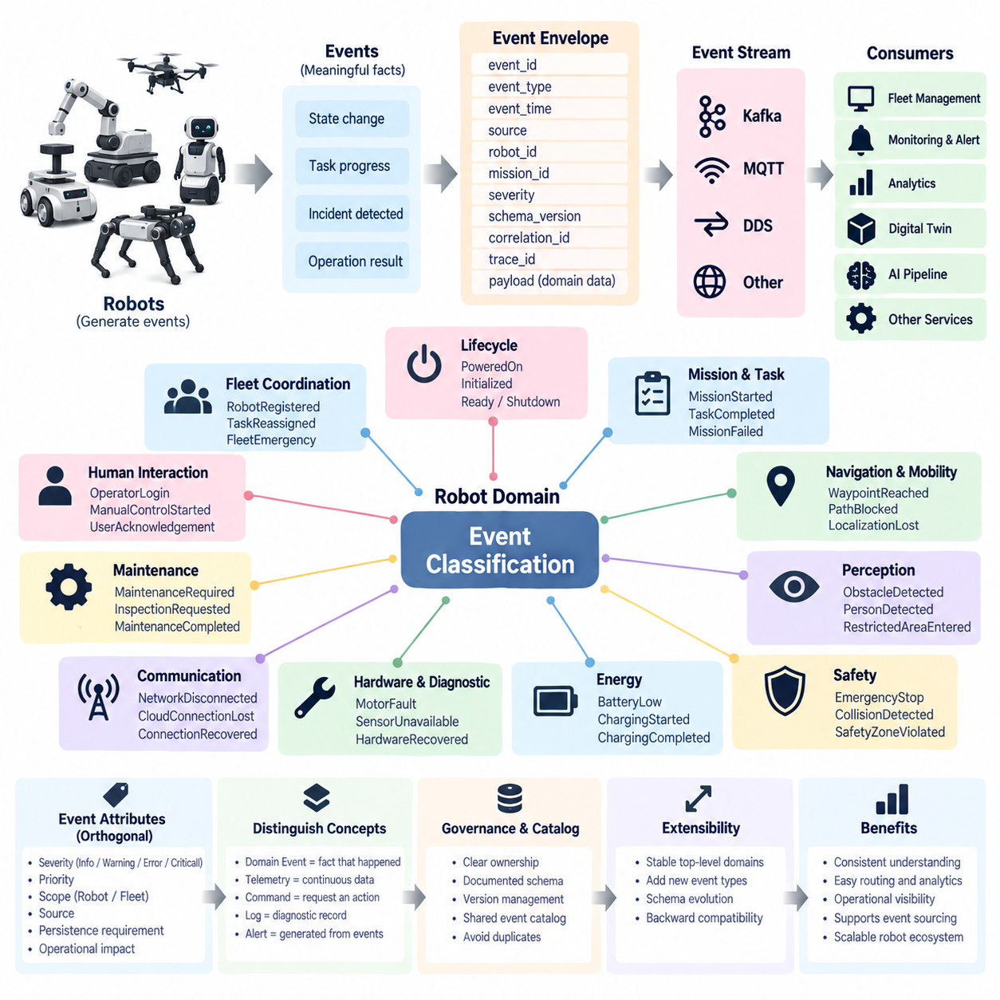 Robots
(Generate events)
Events
(Meaningful facts)
State change
Task progress
Incident detected
Operation result
Event Envelope
event_id
event_type
event_time
source
robot_id
mission_id
severity
schema_version
correlation_id
trace_id
payload (domain data)
Event Stream
Kafka
MQTT
DDS
Other
Consumers
Fleet Management
Monitoring & Alert
Analytics
Digital Twin
AI Pipeline
Other Services
Lifecycle
PoweredOn
Initialized
Ready / Shutdown
Fleet Coordination
RobotRegistered
TaskReassigned
FleetEmergency
Mission & Task
MissionStarted
TaskCompleted
MissionFailed
Human Interaction
OperatorLogin
ManualControlStarted
UserAcknowledgement
Robot Domain
Event
Classification
Navigation & Mobility
WaypointReached
PathBlocked
LocalizationLost
Maintenance
MaintenanceRequired
InspectionRequested
MaintenanceCompleted
Perception
ObstacleDetected
PersonDetected
RestrictedAreaEntered
Communication
NetworkDisconnected
CloudConnectionLost
ConnectionRecovered
Hardware & Diagnostic
MotorFault
SensorUnavailable
HardwareRecovered
Energy
BatteryLow
ChargingStarted
ChargingCompleted
Safety
EmergencyStop
CollisionDetected
SafetyZoneViolated
Event Attributes
(Orthogonal)
• Severity (Info / Warning / Error / Criticall)
• Priority
• Scope (Robot / Fleet)
• Source
• Persistence requirement
• Operational impact
Distinguish Concepts
• Domain Event = fact that happened
• Telemetry = continuous data
• Command = request an action
• Log = diagnostic record
• Alert = generated from events
Governance & Catalog
• Clear ownership
• Documented schema
• Version management
• Shared event catalog
• Avoid duplicates
Extensibility
• Stable top-level domains
• Add new event types
• Schema evolution
• Backward compatibility
Benefits
• Consistent understanding
• Easy routing and analytics
• Operational visibility
• Supports event sourcing
• Scalable robot ecosystem